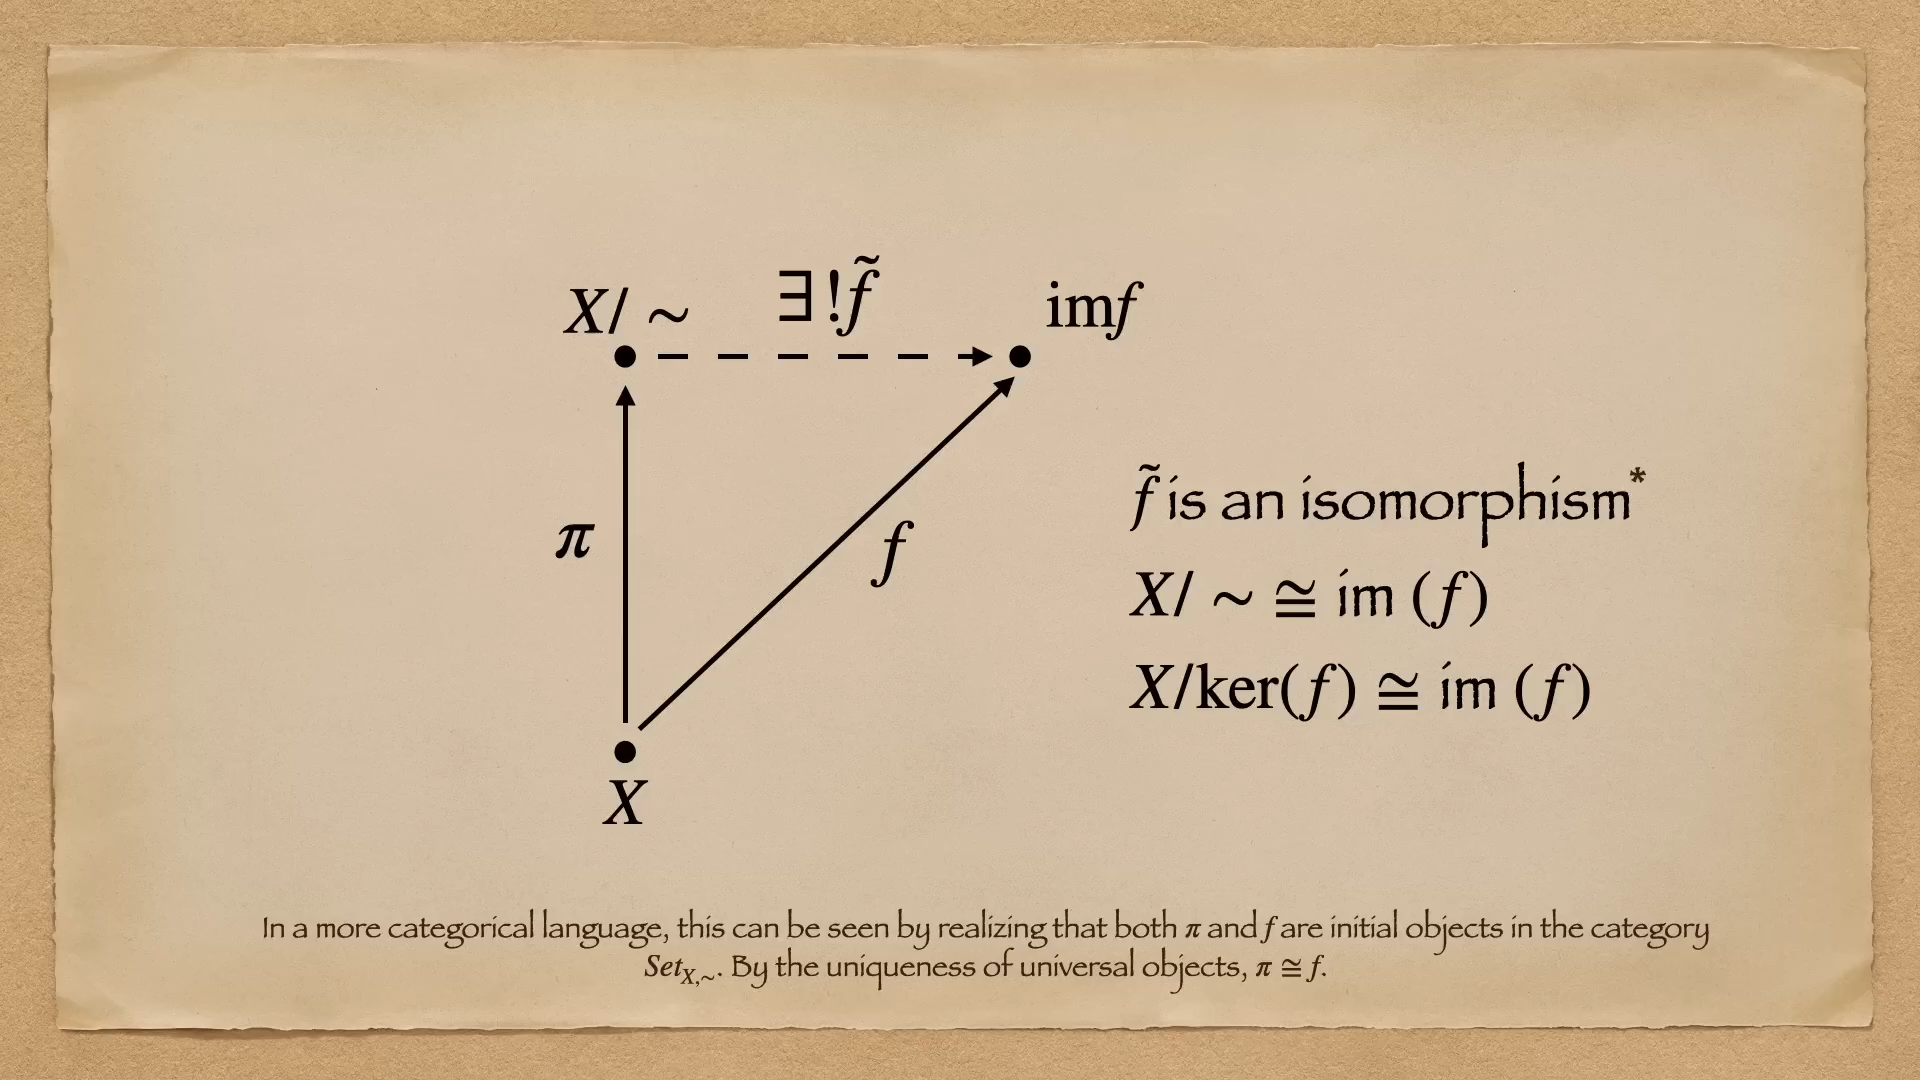 X/ ~
∃!f̃
imf
π
f
X
f̃ is an isomorphism*
X/ ~ ≅ im (f)
X/ker(f) ≅ im (f)
In a more categorical language, this can be seen by realizing that both π and f are initial objects in the category
Set_{X,~}. By the uniqueness of universal objects, π ≅ f.